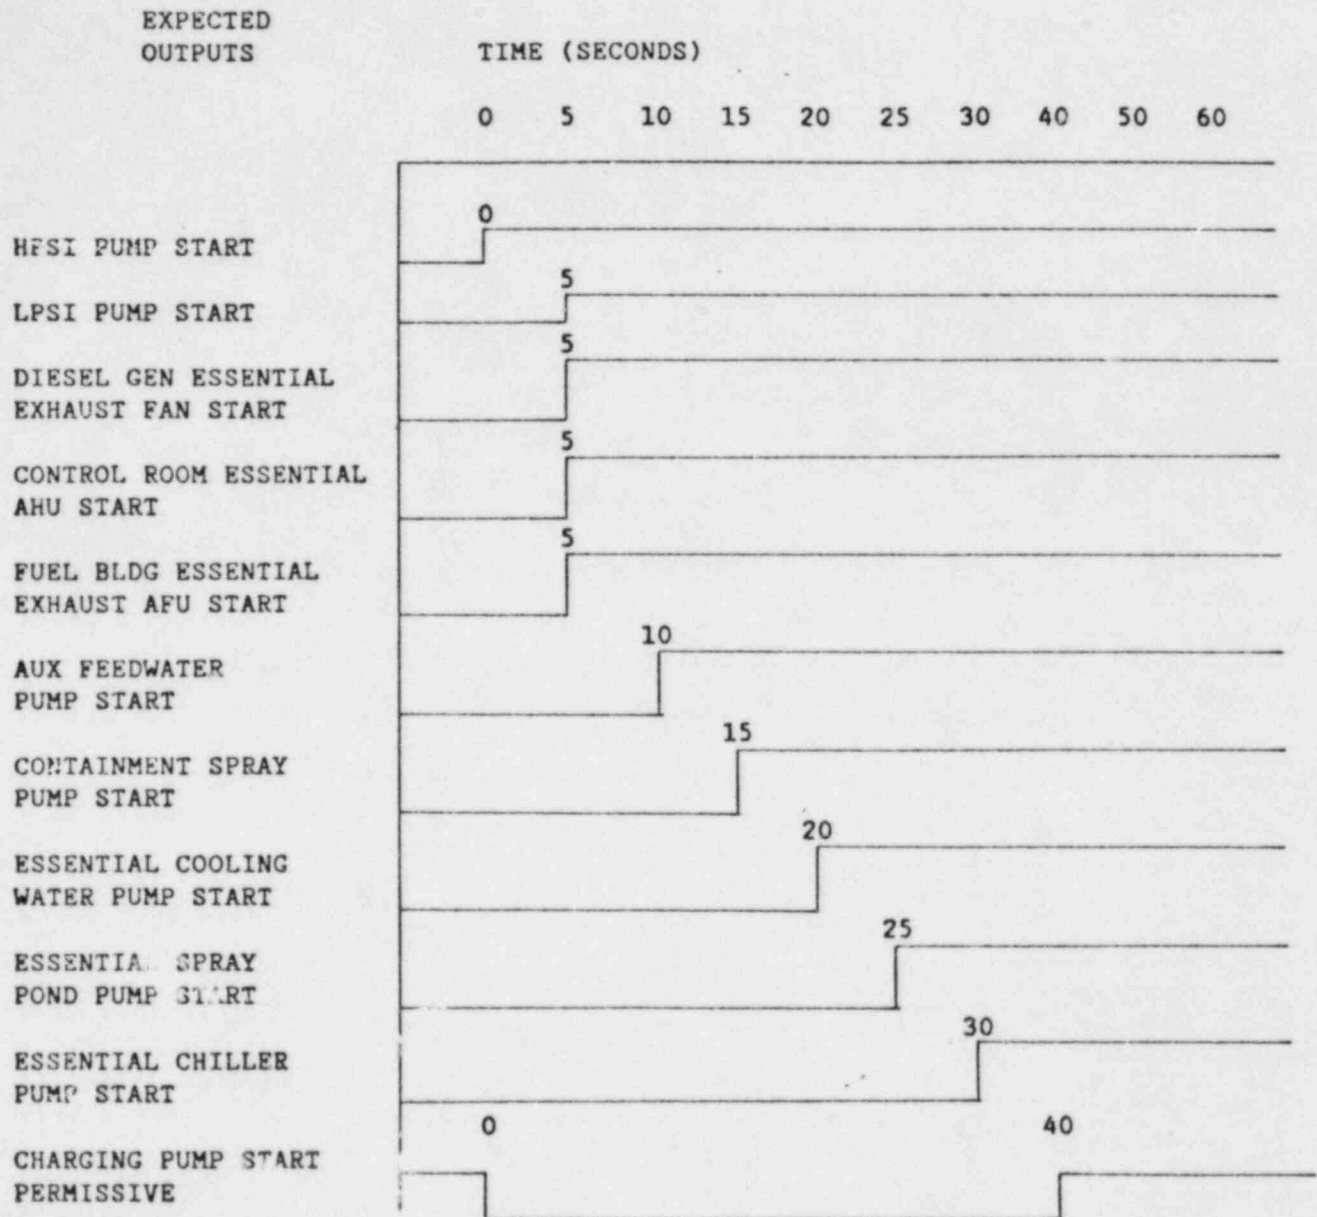 EXPECTED
OUTPUTS
TIME (SECONDS)
0 5 10 15 20 25 30 40 50 60
0
HPSI PUMP START
5
LPSI PUMP START
5
DIESEL GEN ESSENTIAL
EXHAUST FAN START
5
CONTROL ROOM ESSENTIAL
AHU START
5
FUEL BLDG ESSENTIAL
EXHAUST AFU START
10
AUX FEEDWATER
PUMP START
15
CONTAINMENT SPRAY
PUMP START
20
ESSENTIAL COOLING
WATER PUMP START
25
ESSENTIAL SPRAY
POND PUMP START
30
ESSENTIAL CHILLER
PUMP START
0 40
CHARGING PUMP START
PERMISSIVE